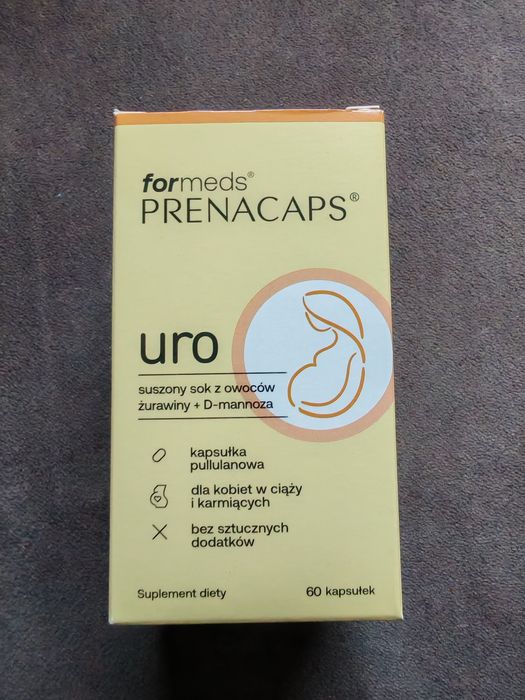 formeds®
PRENACAPS®
uro
suszony sok z owoców
żurawiny + D-mannoza
kapsułka
pullulanowa
dla kobiet w ciąży
i karmiących
bez sztucznych
dodatków
Suplement diety
60 kapsułek